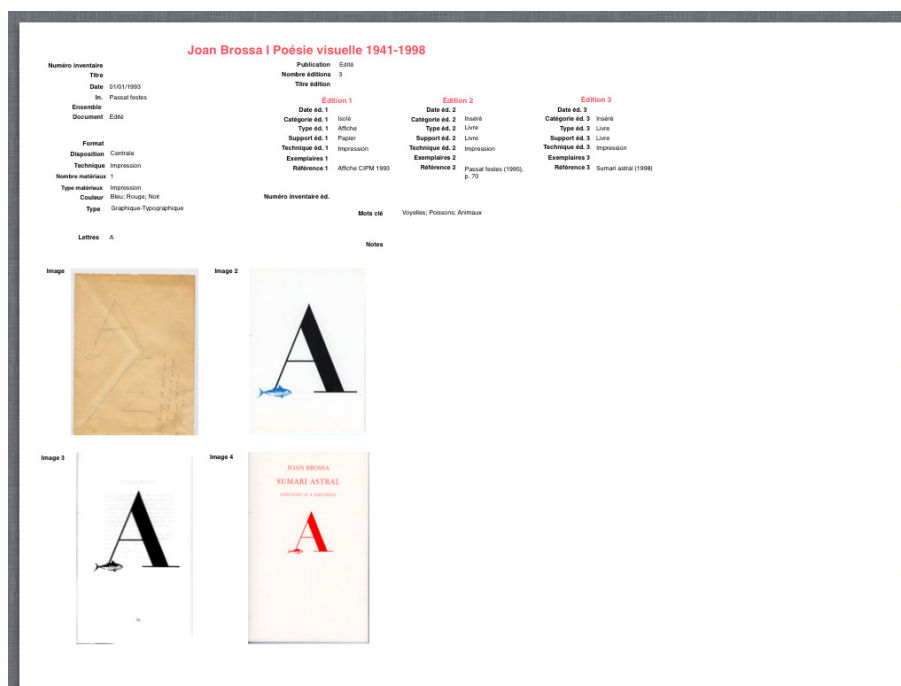 Joan Brossa I Poésie visuelle 1941-1998
Numéro inventaire
Titre
Date 01/01/1993
In. Passat festes
Ensemble
Document Edité
Format
Disposition Centrale
Technique Impression
Nombre matériaux 1
Type matériaux Impression
Couleur Bleu; Rouge; Noir
Type Graphique-Typographique
Lettres A
Publication Edité
Nombre éditions 3
Titre édition
Édition 1
Date éd. 1
Catégorie éd. 1 Isolé
Type éd. 1 Affiche
Support éd. 1 Papier
Technique éd. 1 Impression
Exemplaires 1
Référence 1 Affiche CIPM 1993
Édition 2
Date éd. 2
Catégorie éd. 2 Inséré
Type éd. 2 Livre
Support éd. 2 Livre
Technique éd. 2 Impression
Exemplaires 2
Référence 2 Passat festes (1995),
p. 70
Édition 3
Date éd. 3
Catégorie éd. 3 Inséré
Type éd. 3 Livre
Support éd. 3 Livre
Technique éd. 3 Impression
Exemplaires 3
Référence 3 Sumari astral (1998)
Numéro inventaire éd.
Mots clé Voyelles; Poissons; Animaux
Notes
Image
A
Image 2
A
Image 3
A
Image 4
JOAN BROSSA
SUMARI ASTRAL
A